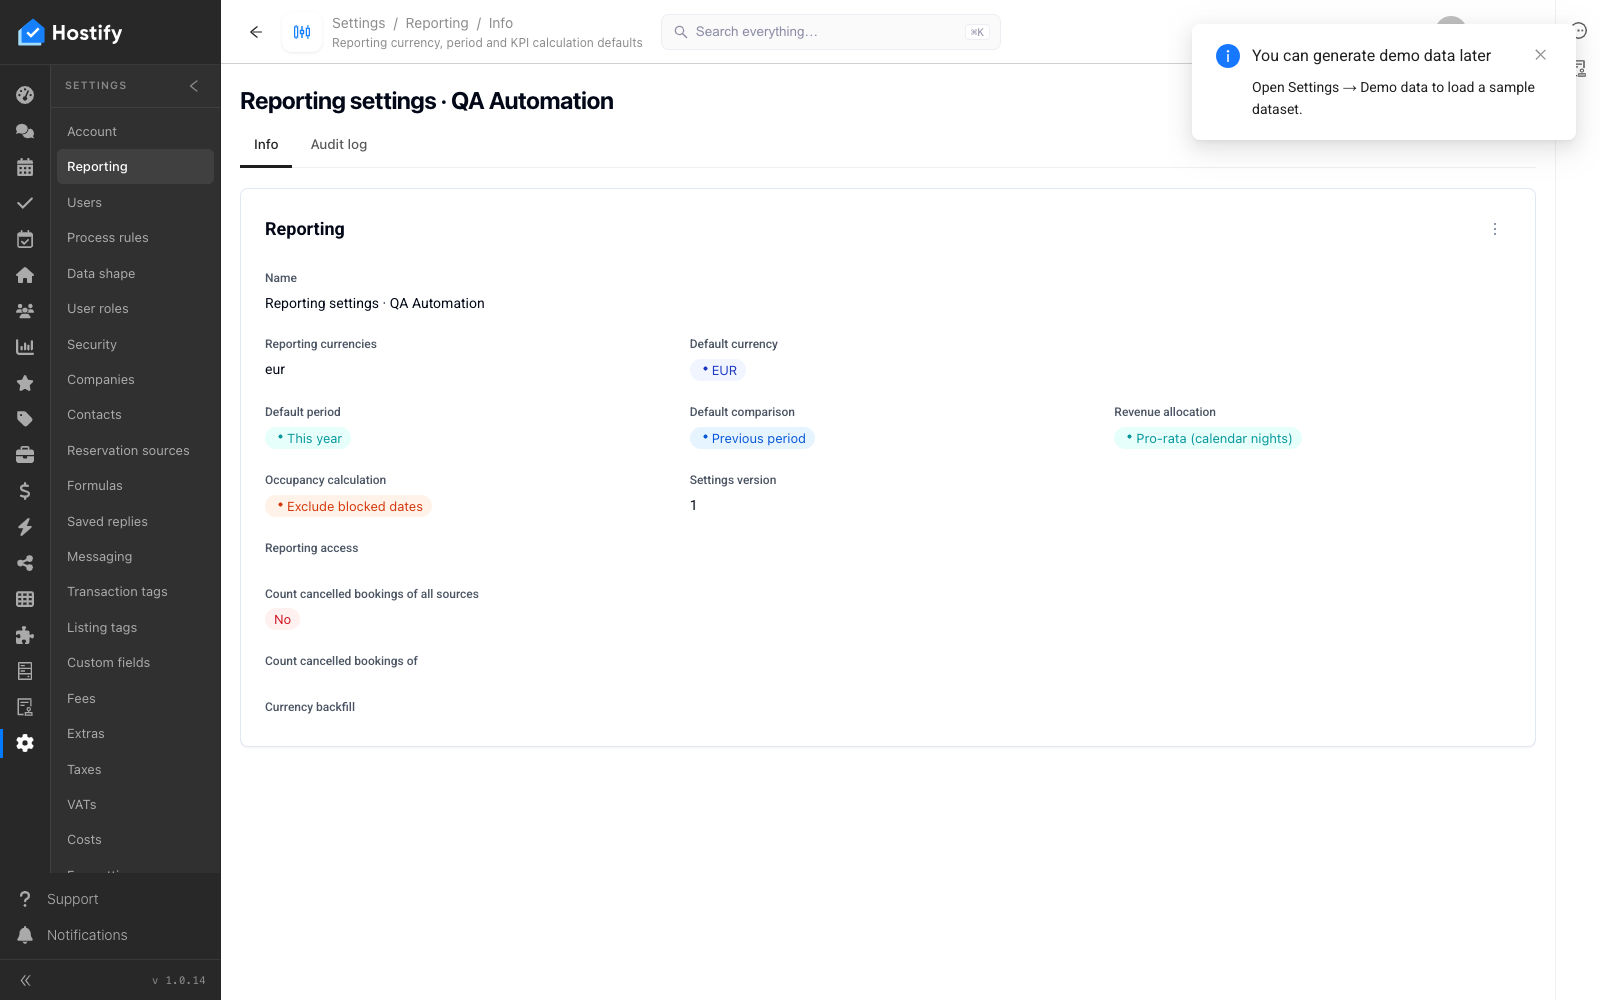 Hostify
SETTINGS
Account
Reporting
Users
Process rules
Data shape
User roles
Security
Companies
Contacts
Reservation sources
Formulas
Saved replies
Messaging
Transaction tags
Listing tags
Custom fields
Fees
Extras
Taxes
VATs
Costs
Support
Notifications
v 1.0.14
Settings / Reporting / Info
Reporting currency, period and KPI calculation defaults
Search everything...
⌘K
You can generate demo data later
Open Settings → Demo data to load a sample
dataset.
Reporting settings · QA Automation
Info
Audit log
Reporting
Name
Reporting settings · QA Automation
Reporting currencies
eur
Default currency
• EUR
Default period
• This year
Default comparison
• Previous period
Revenue allocation
• Pro-rata (calendar nights)
Occupancy calculation
• Exclude blocked dates
Settings version
1
Reporting access
Count cancelled bookings of all sources
No
Count cancelled bookings of
Currency backfill